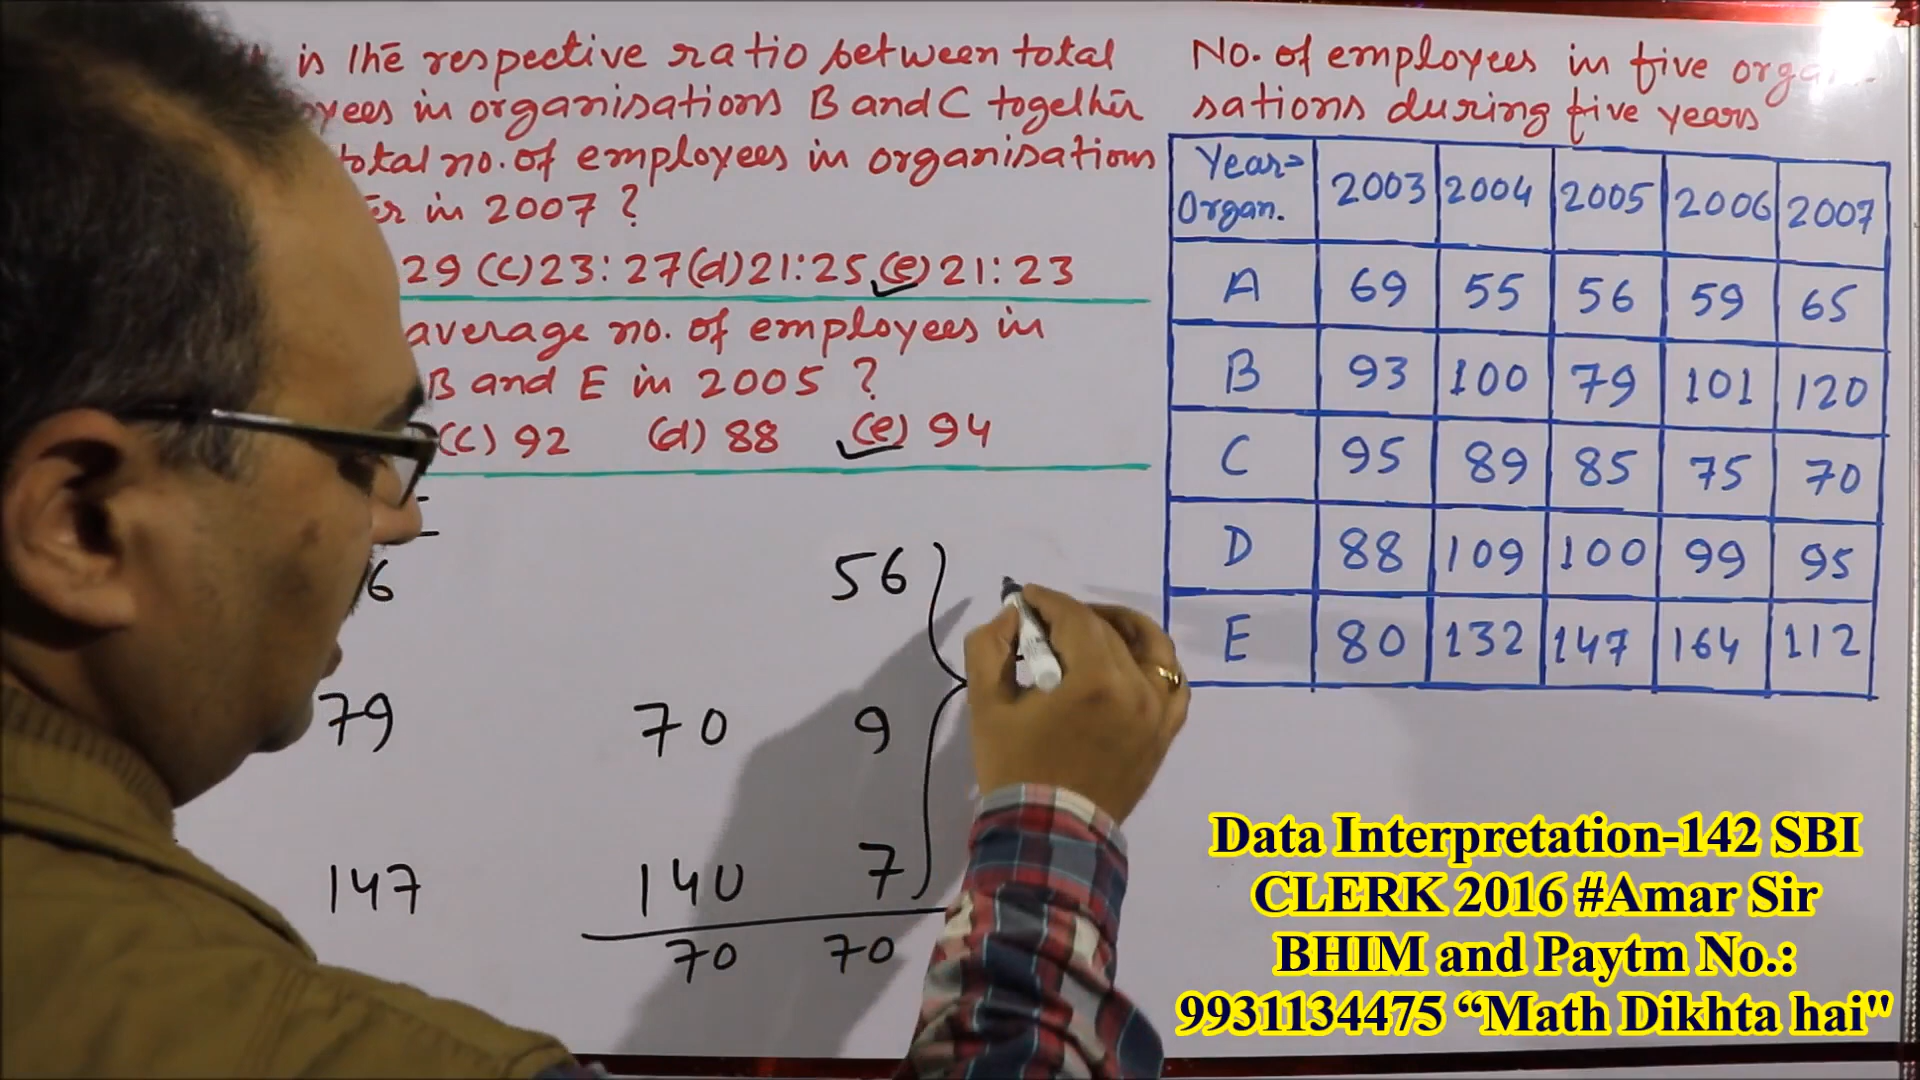 is the respective ratio between total
in organisations B and C together
total no. of employees in organisations
in 2007 ?
29 (c) 23:27 (d) 21:25 (e) 21:23
average no. of employees in
B and E in 2005 ?
(c) 92 (d) 88 (e) 94
56
79 70 9
147 140 7
70 70
No. of employees in five
sations during five years
Year→ 2003 2004 2005 2006 2007
Organ.
A 69 55 56 59 65
B 93 100 79 101 120
C 95 89 85 75 70
D 88 109 100 99 95
E 80 132 147 164 112
Data Interpretation-142 SBI
CLERK 2016 #Amar Sir
BHIM and Paytm No.:
9931134475 “Math Dikhta hai"